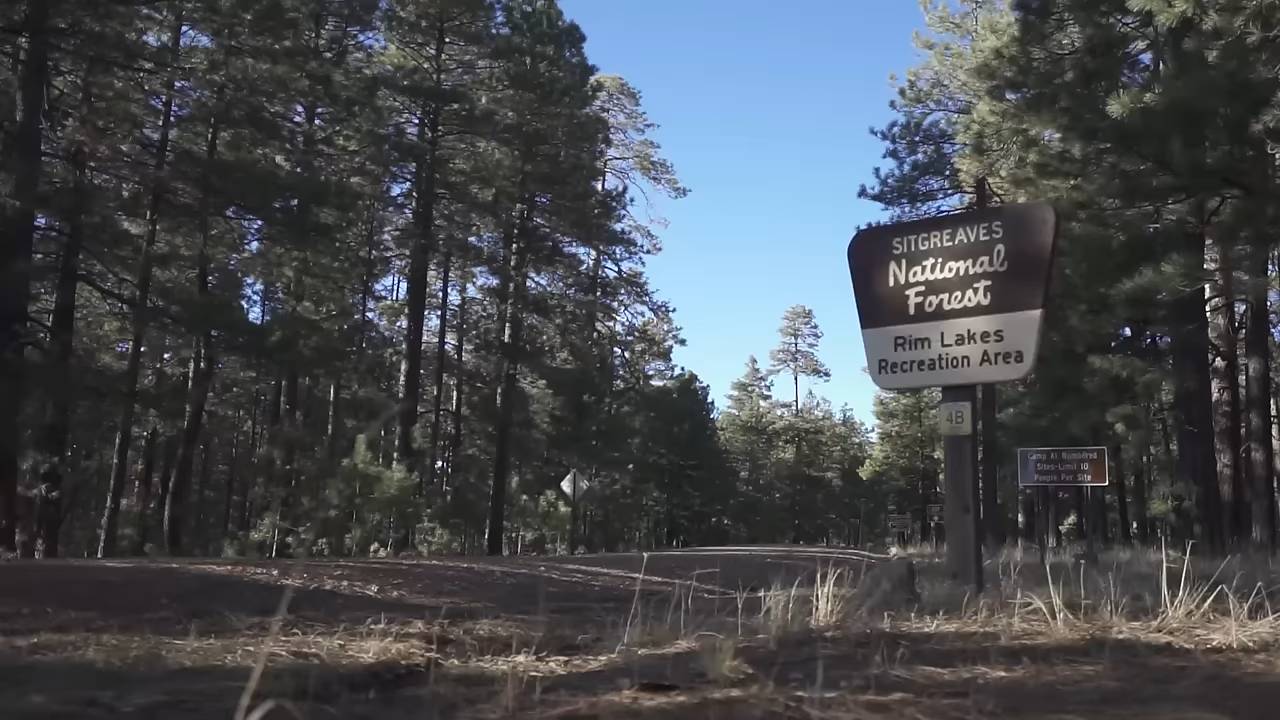 SITGREAVES
National
Forest
Rim Lakes
Recreation Area
4B
Camp At Numbered
Sites-Limit 10
People Per Site